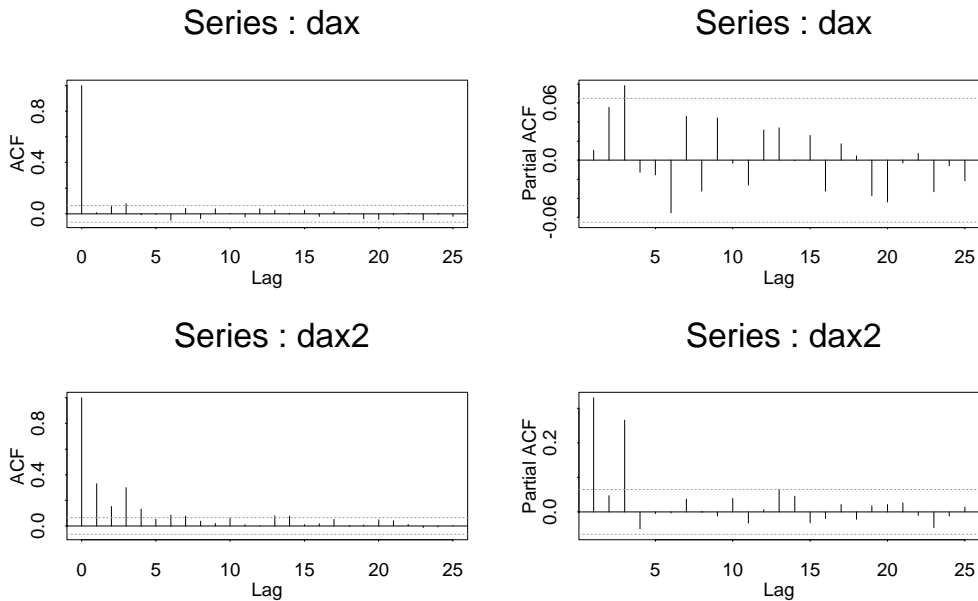 Series : dax
ACF
0.0 0.4 0.8
0 5 10 15 20 25
Lag
Series : dax
Partial ACF
-0.06 0.0 0.06
5 10 15 20 25
Lag
Series : dax2
ACF
0.0 0.4 0.8
0 5 10 15 20 25
Lag
Series : dax2
Partial ACF
0.0 0.2
5 10 15 20 25
Lag